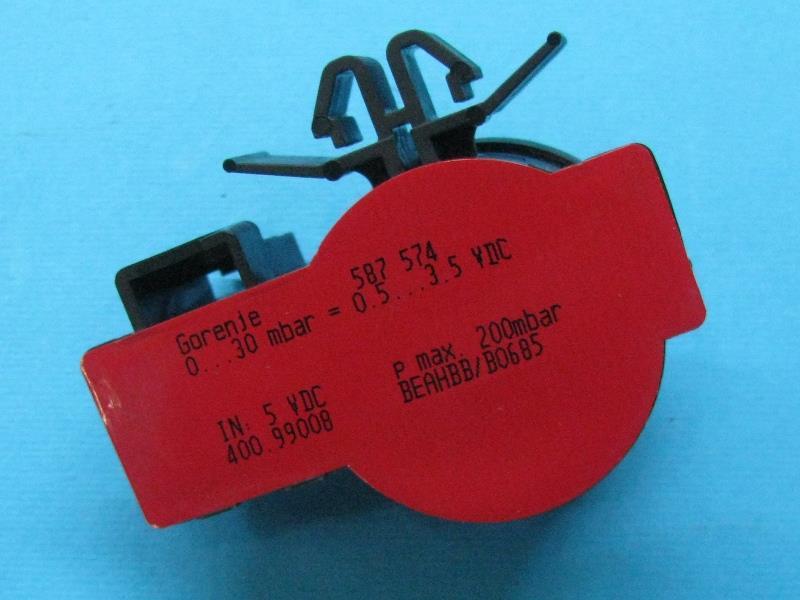 Gorenje 587 574
0...30 mbar = 0.5...3.5 VDC
P max. 200mbar
IN: 5 VDC BEAHBB/B0685
400.99008